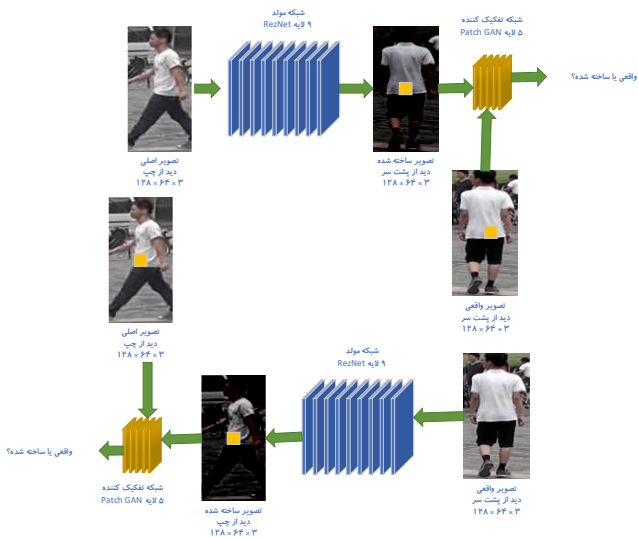 شبکه مولد
۹ لایه RezNet
شبکه تفکیک کننده
۵ لایه Patch GAN
واقعی یا ساخته شده؟
تصویر اصلی
دید از چپ
۱۲۸ × ۶۴ × ۳
تصویر ساخته شده
دید از پشت سر
۱۲۸ × ۶۴ × ۳
تصویر واقعی
دید از پشت سر
۱۲۸ × ۶۴ × ۳
تصویر اصلی
دید از چپ
۱۲۸ × ۶۴ × ۳
شبکه مولد
۹ لایه RezNet
واقعی یا ساخته شده؟
شبکه تفکیک کننده
۵ لایه Patch GAN
تصویر ساخته شده
دید از چپ
۱۲۸ × ۶۴ × ۳
تصویر واقعی
دید از پشت سر
۱۲۸ × ۶۴ × ۳